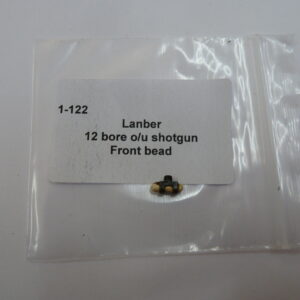 1-122
Lanber
12 bore o/u shotgun
Front bead